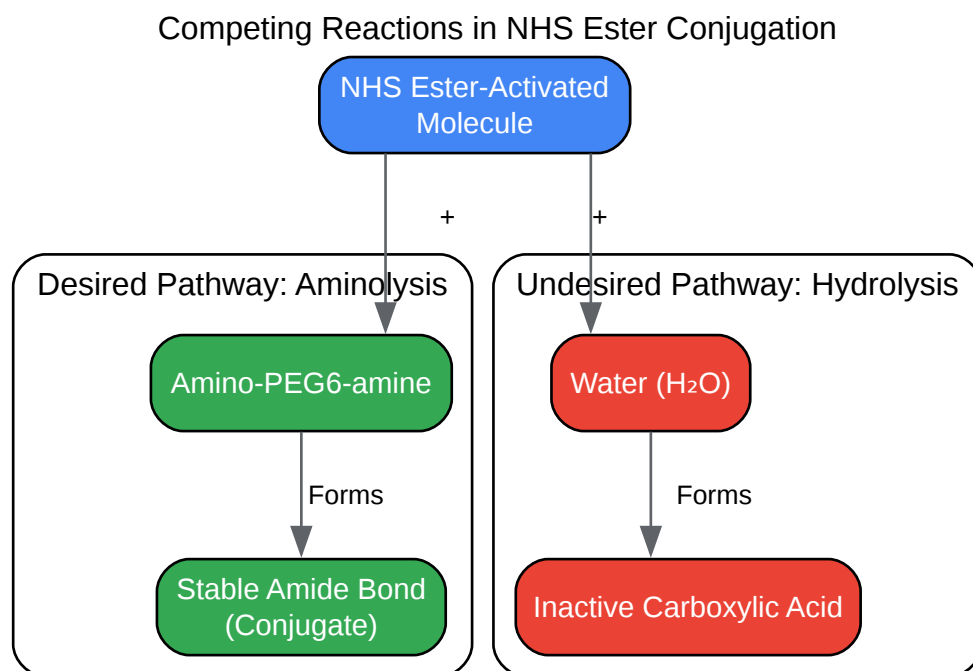 Competing Reactions in NHS Ester Conjugation
NHS Ester-Activated
Molecule
+
+
Desired Pathway: Aminolysis
Amino-PEG6-amine
Forms
Stable Amide Bond
(Conjugate)
Undesired Pathway: Hydrolysis
Water (H₂O)
Forms
Inactive Carboxylic Acid